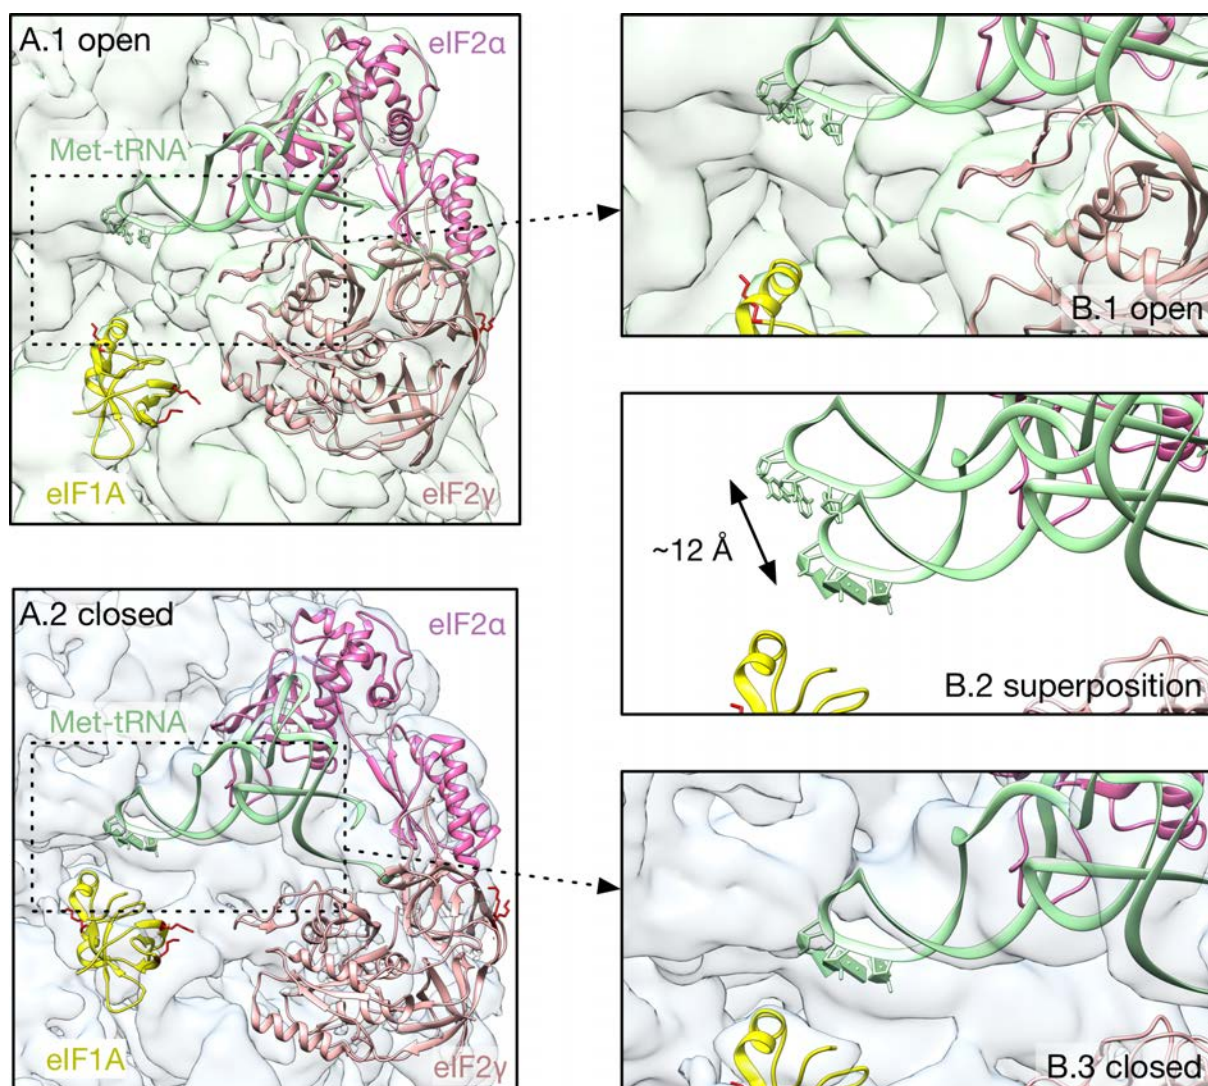 A.1 open
eIF2α
Met-tRNA
eIF1A
eIF2γ
B.1 open
~12 Å
B.2 superposition
A.2 closed
eIF2α
Met-tRNA
eIF1A
eIF2γ
B.3 closed